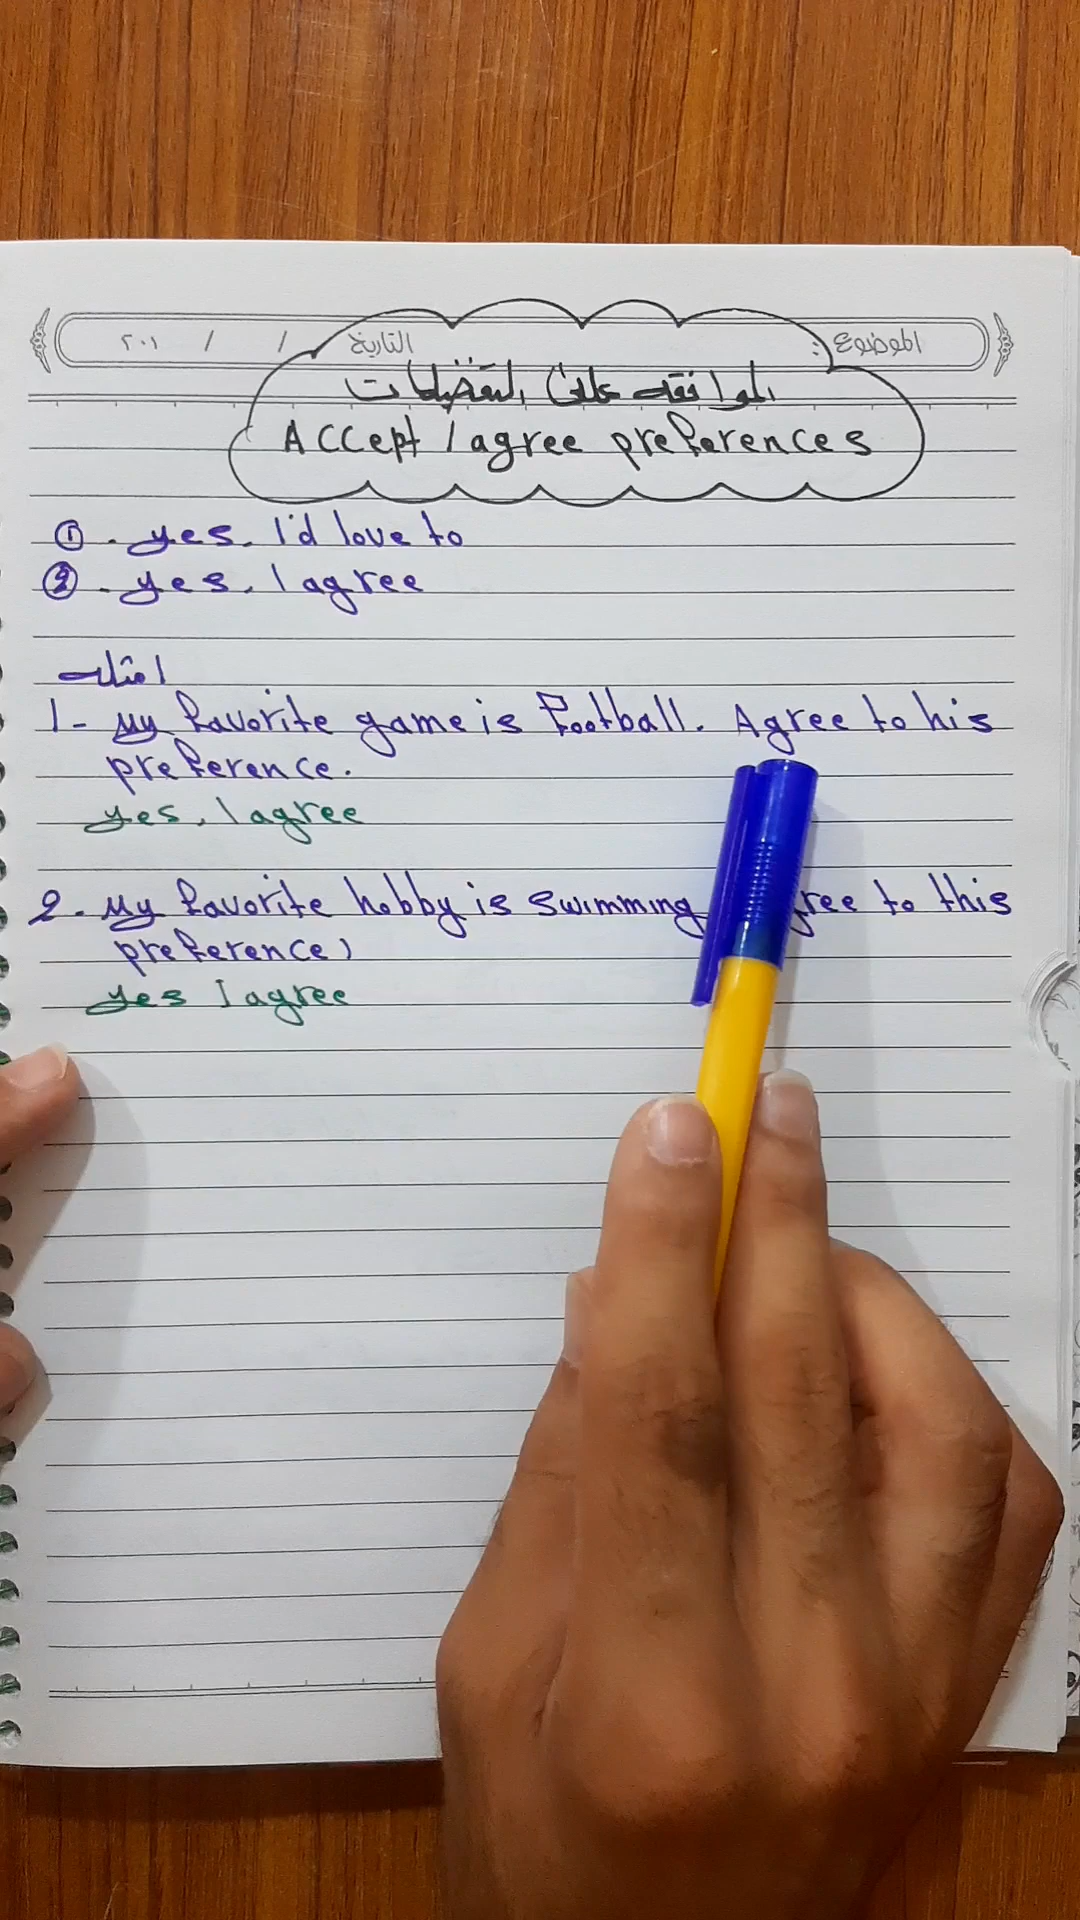 الموضوع :
التاريخ / / ٢٠١
الموافقه على التفضيلات
Accept / agree preferences
① . yes. I'd love to
② . yes. I agree
امثله
1- My favorite game is Football. Agree to his
preference.
yes, I agree
2. My favorite hobby is swimming ree to this
preference,
yes I agree